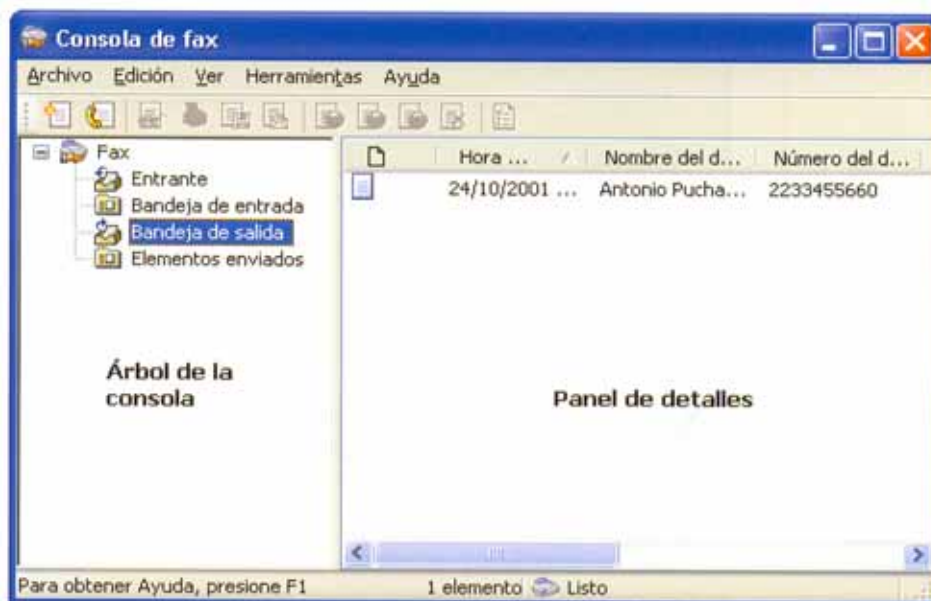 Consola de fax
Archivo Edición Ver Herramientas Ayuda
Fax
Entrante
Bandeja de entrada
Bandeja de salida
Elementos enviados
Árbol de la
consola
Hora ... Nombre del d... Número del d...
24/10/2001 ... Antonio Pucha... 2233455660
Panel de detalles
Para obtener Ayuda, presione F1 1 elemento Listo